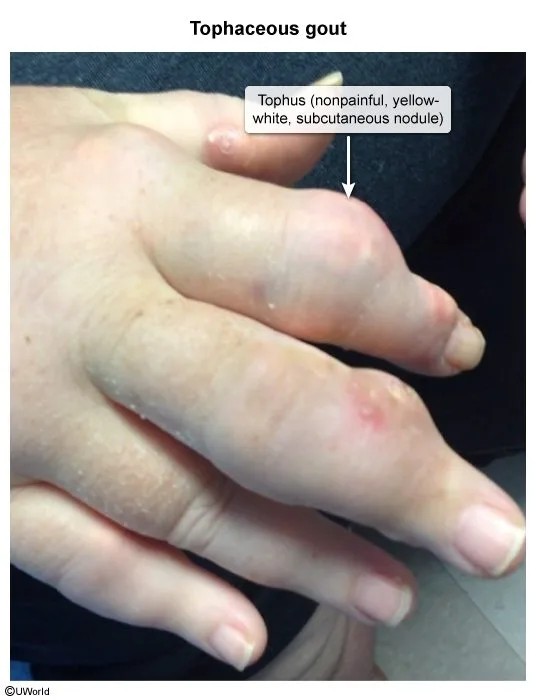 Tophaceous gout
Tophus (nonpainful, yellow-
white, subcutaneous nodule)
©UWorld